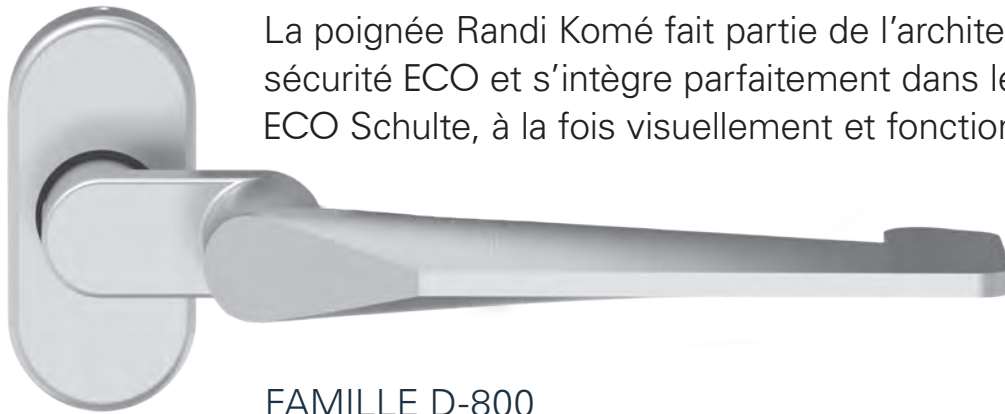 La poignée Randi Komé fait partie de l’archite
sécurité ECO et s’intègre parfaitement dans le
ECO Schulte, à la fois visuellement et fonction
FAMILLE D-800